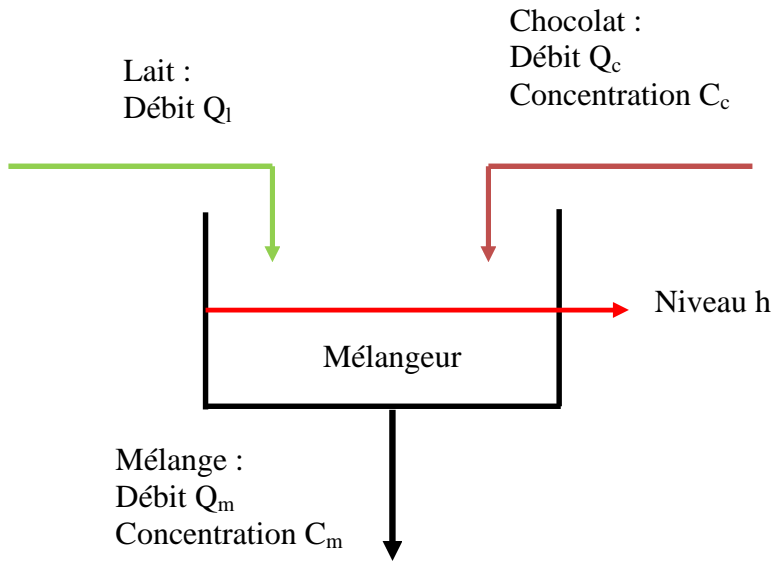 Chocolat :
Débit Qc
Concentration Cc
Lait :
Débit Ql
Niveau h
Mélangeur
Mélange :
Débit Qm
Concentration Cm